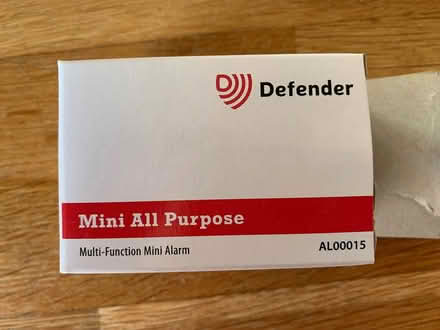 Defender
Mini All Purpose
Multi-Function Mini Alarm
AL00015